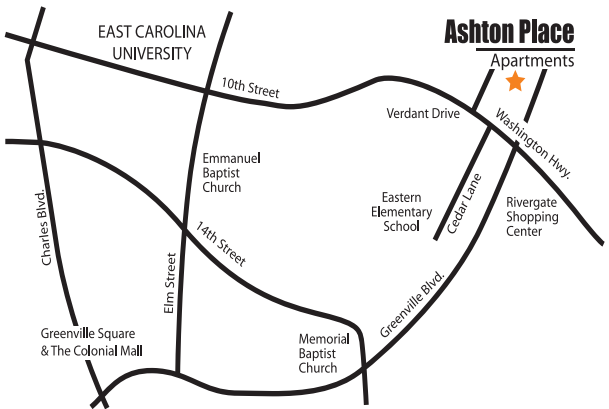 EAST CAROLINA
UNIVERSITY
Ashton Place
Apartments
10th Street
Verdant Drive
Washington Hwy.
Emmanuel
Baptist
Church
Eastern
Elementary
School
Cedar Lane
Rivergate
Shopping
Center
Charles Blvd.
14th Street
Elm Street
Greenville Blvd.
Greenville Square
& The Colonial Mall
Memorial
Baptist
Church